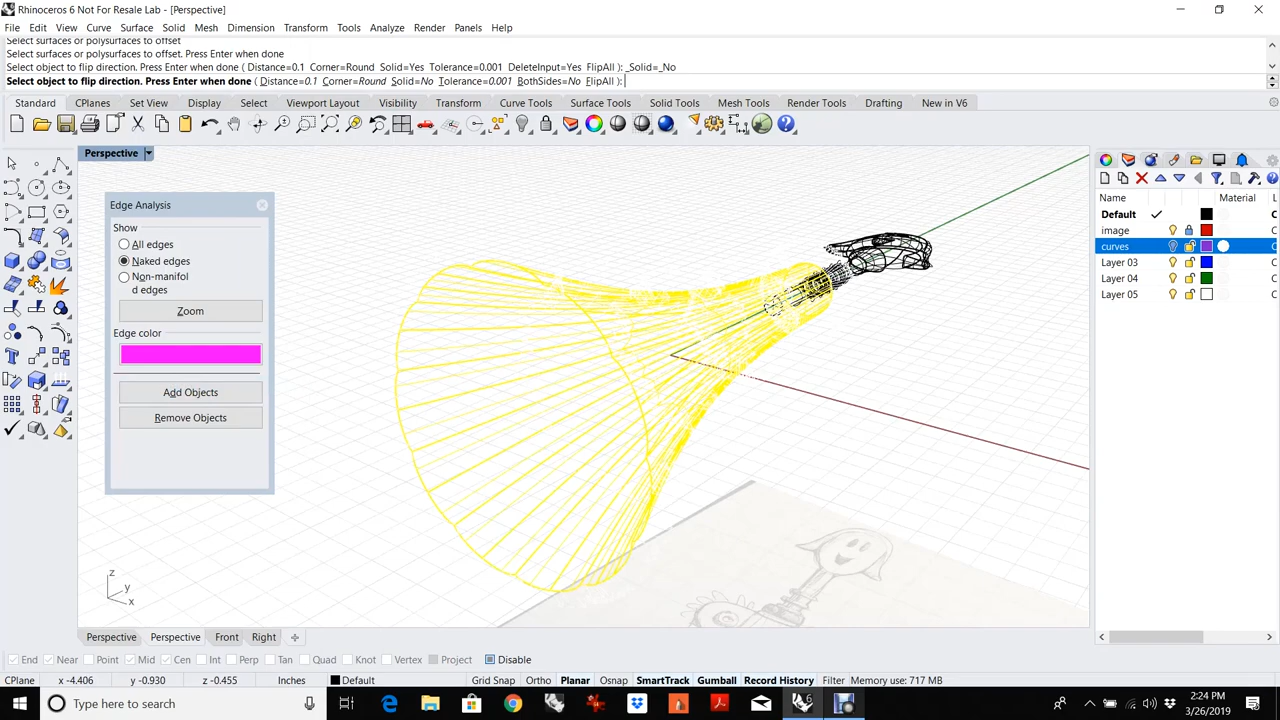 Rhinoceros 6 Not For Resale Lab - [Perspective]
File Edit View Curve Surface Solid Mesh Dimension Transform Tools Analyze Render Panels Help
Select surfaces or polysurfaces to offset
Select surfaces or polysurfaces to offset. Press Enter when done
Select object to flip direction. Press Enter when done ( Distance=0.1 Corner=Round Solid=Yes Tolerance=0.001 DeleteInput=Yes FlipAll ): _Solid=_No
Select object to flip direction. Press Enter when done ( Distance=0.1 Corner=Round Solid=No Tolerance=0.001 BothSides=No FlipAll ):
Standard CPlanes Set View Display Select Viewport Layout Visibility Transform Curve Tools Surface Tools Solid Tools Mesh Tools Render Tools Drafting New in V6
Perspective
Edge Analysis
Show
All edges
Naked edges
Non-manifol
d edges
Zoom
Edge color
Add Objects
Remove Objects
Name Material L
Default C
image C
curves C
Layer 03 C
Layer 04 C
Layer 05 C
z
y
x
Perspective Perspective Front Right
End Near Point Mid Cen Int Perp Tan Quad Knot Vertex Project Disable
CPlane x -4.406 y -0.930 z -0.455 Inches Default Grid Snap Ortho Planar Osnap SmartTrack Gumball Record History Filter Memory use: 717 MB
Type here to search
2:24 PM
3/26/2019